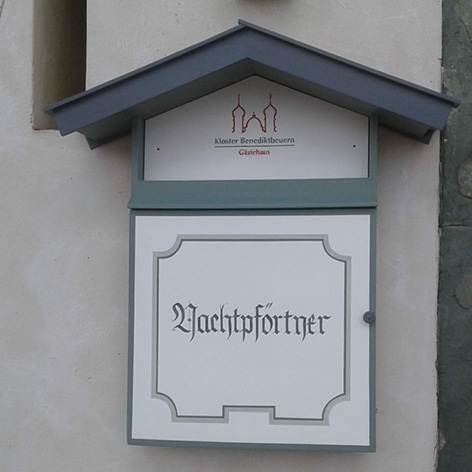 Kloster Benediktbeuern
Gästehaus
Nachtpförtner